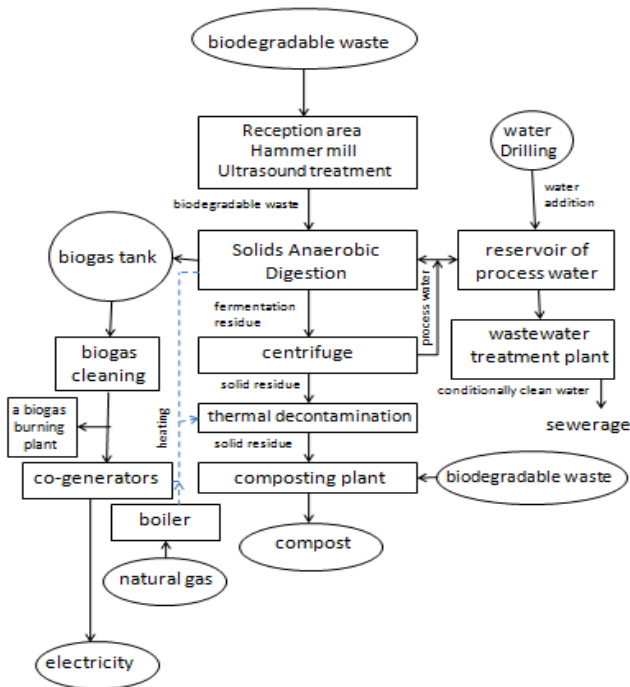 biodegradable waste
Reception area
Hammer mill
Ultrasound treatment
water
Drilling
water
addition
biodegradable waste
biogas tank
Solids Anaerobic
Digestion
reservoir of
process water
process water
fermentation
residue
biogas
cleaning
centrifuge
wastewater
treatment plant
solid residue
conditionally clean water
a biogas
burning
plant
heating
thermal decontamination
sewerage
solid residue
co-generators
composting plant
biodegradable waste
boiler
compost
natural gas
electricity